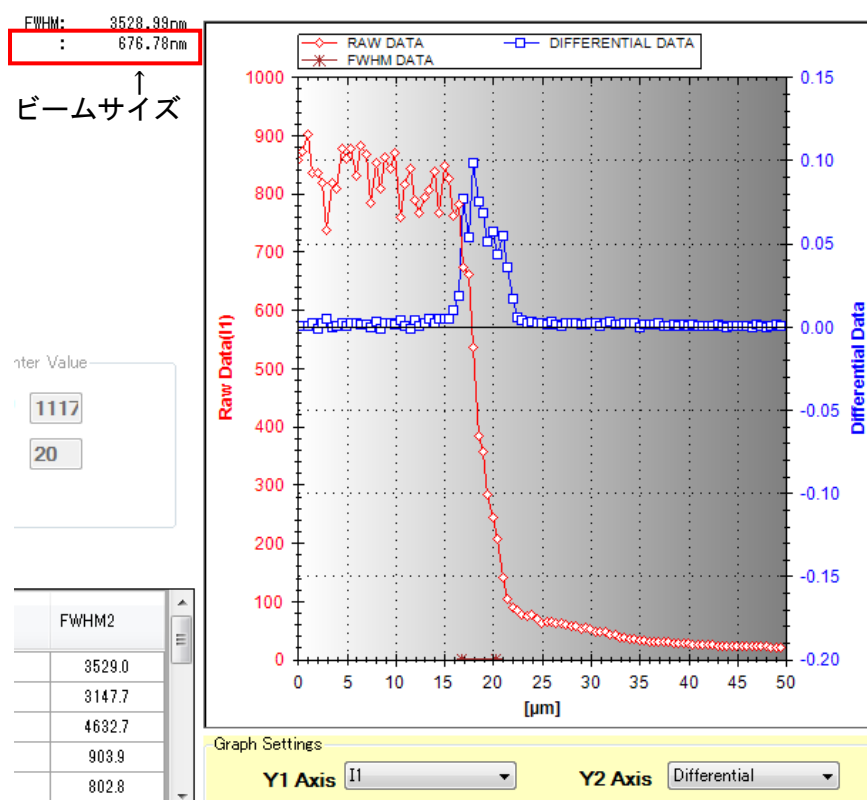 FWHM: 3528.99nm
: 676.78nm
↑
ビームサイズ
RAW DATA
DIFFERENTIAL DATA
FWHM DATA
1000
900
800
700
600
500
400
300
200
100
0
Raw Data(I1)
0.15
0.10
0.05
0.00
-0.05
-0.10
-0.15
-0.20
Differential Data
0 5 10 15 20 25 30 35 40 45 50
[µm]
nter Value
1117
20
FWHM2
3529.0
3147.7
4632.7
903.9
802.8
Graph Settings
Y1 Axis I1
Y2 Axis Differential